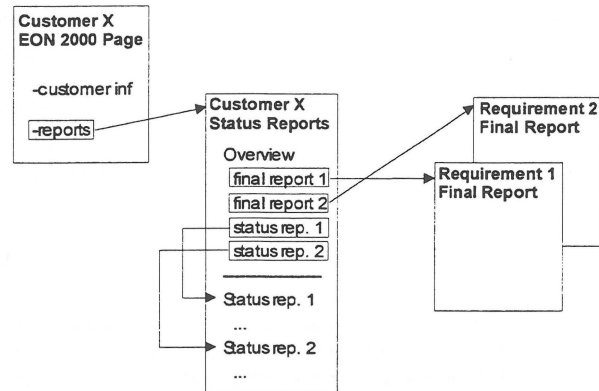 Customer X
EON 2000 Page
-customer inf
-reports
Customer X
Status Reports
Overview
final report 1
final report 2
status rep. 1
status rep. 2
Status rep. 1
...
Status rep. 2
...
Requirement 2
Final Report
Requirement 1
Final Report